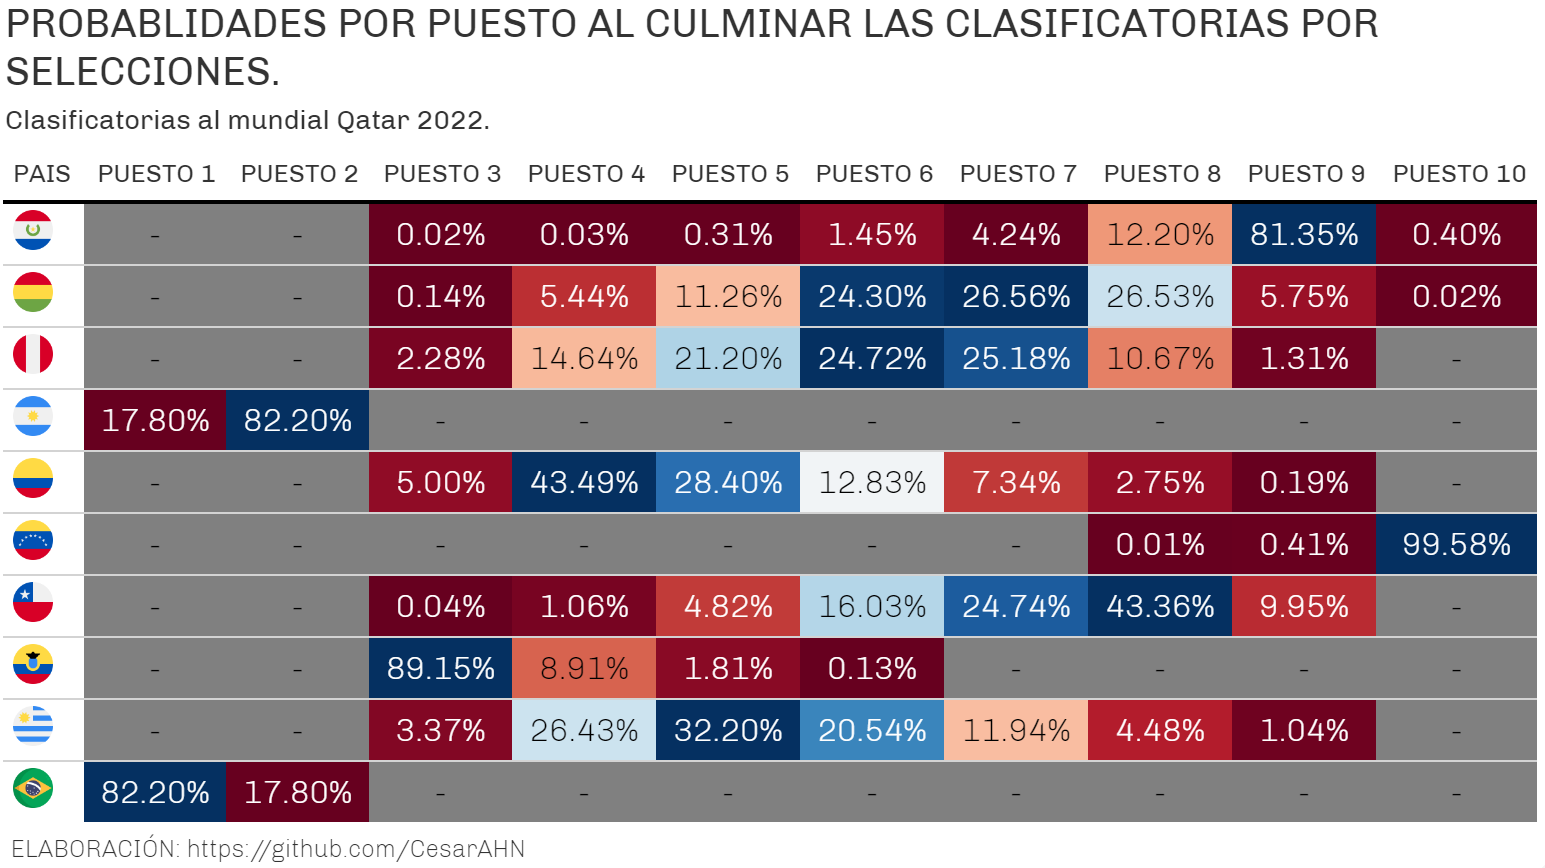 PROBABLIDADES POR PUESTO AL CULMINAR LAS CLASIFICATORIAS POR
SELECCIONES.
Clasificatorias al mundial Qatar 2022.
PAIS PUESTO 1 PUESTO 2 PUESTO 3 PUESTO 4 PUESTO 5 PUESTO 6 PUESTO 7 PUESTO 8 PUESTO 9 PUESTO 10
- - 0.02% 0.03% 0.31% 1.45% 4.24% 12.20% 81.35% 0.40%
- - 0.14% 5.44% 11.26% 24.30% 26.56% 26.53% 5.75% 0.02%
- - 2.28% 14.64% 21.20% 24.72% 25.18% 10.67% 1.31% -
17.80% 82.20% - - - - - - - -
- - 5.00% 43.49% 28.40% 12.83% 7.34% 2.75% 0.19% -
- - - - - - - 0.01% 0.41% 99.58%
- - 0.04% 1.06% 4.82% 16.03% 24.74% 43.36% 9.95% -
- - 89.15% 8.91% 1.81% 0.13% - - - -
- - 3.37% 26.43% 32.20% 20.54% 11.94% 4.48% 1.04% -
82.20% 17.80% - - - - - - - -
ELABORACIÓN: https://github.com/CesarAHN